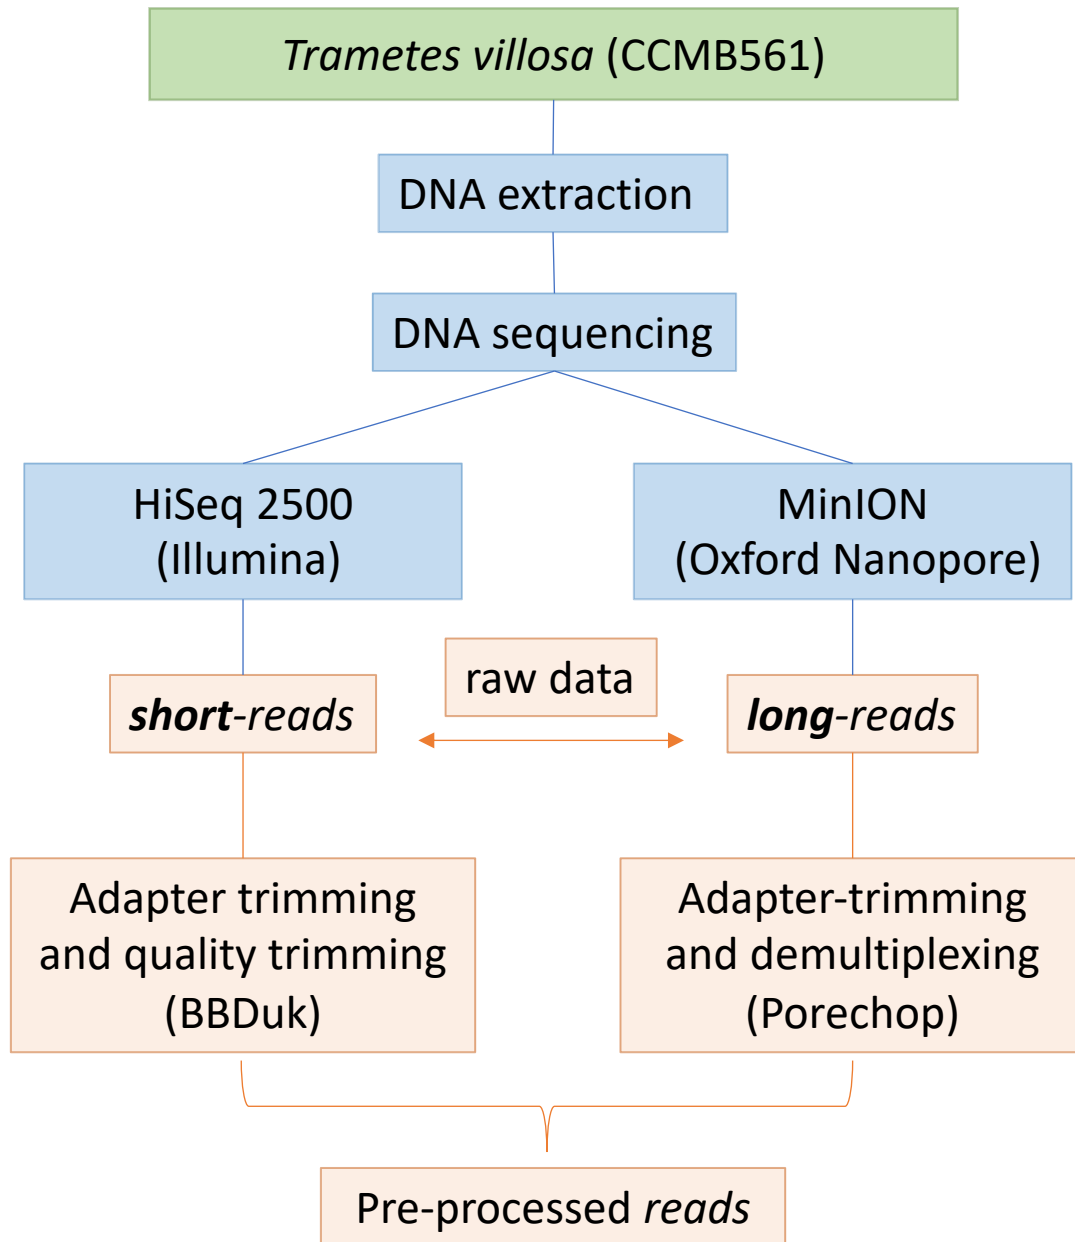 Trametes villosa (CCMB561)
DNA extraction
DNA sequencing
HiSeq 2500
(Illumina)
MinION
(Oxford Nanopore)
raw data
short-reads
long-reads
Adapter trimming
and quality trimming
(BBDuk)
Adapter-trimming
and demultiplexing
(Porechop)
Pre-processed reads